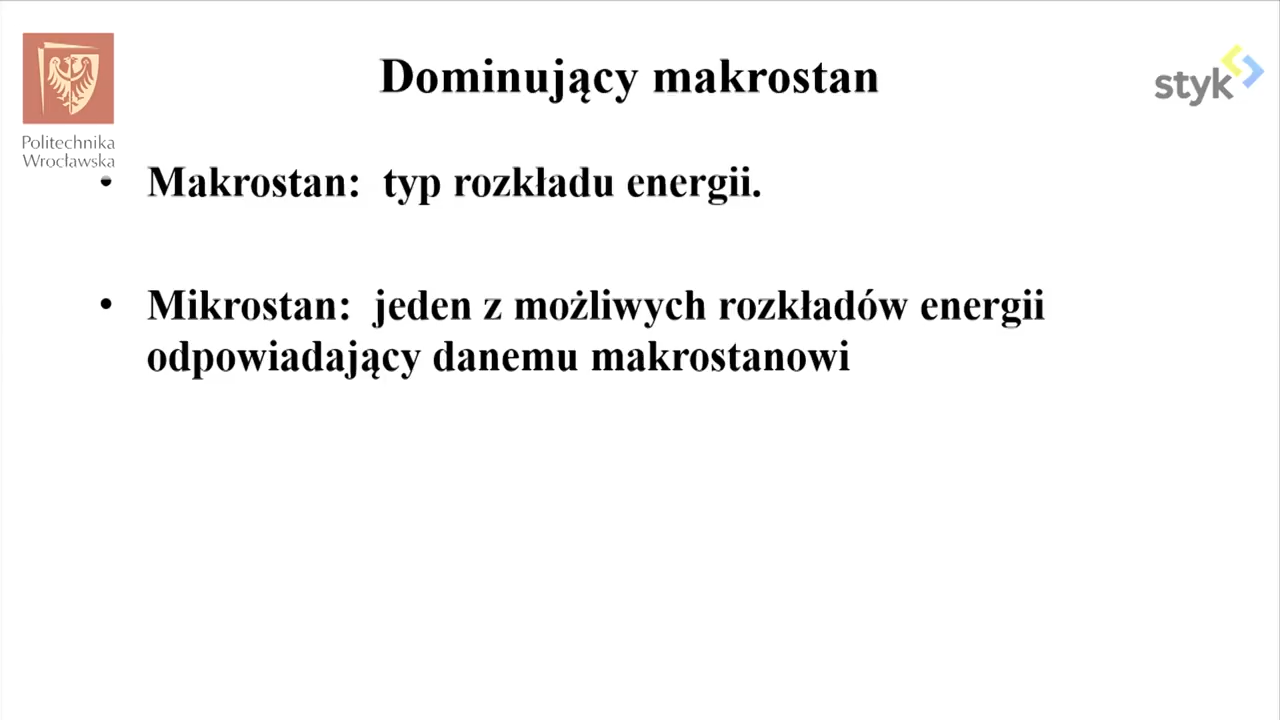 Dominujący makrostan
styk
Politechnika
Wrocławska
• Makrostan: typ rozkładu energii.
• Mikrostan: jeden z możliwych rozkładów energii
odpowiadający danemu makrostanowi